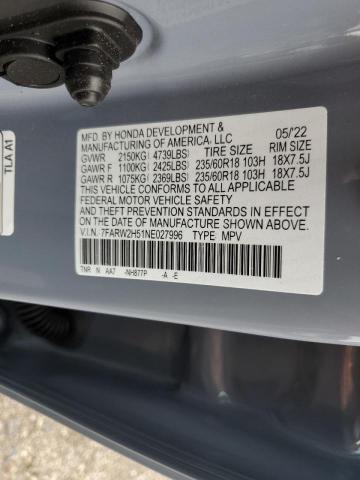 TLA A1
MFD. BY HONDA DEVELOPMENT & 05/'22
MANUFACTURING OF AMERICA, LLC
GVWR 2150KG( 4739LBS) TIRE SIZE RIM SIZE
GAWR F 1100KG( 2425LBS) 235/60R18 103H 18X7.5J
GAWR R 1075KG( 2369LBS) 235/60R18 103H 18X7.5J
THIS VEHICLE CONFORMS TO ALL APPLICABLE
FEDERAL MOTOR VEHICLE SAFETY
AND THEFT PREVENTION STANDARDS IN EFFECT
ON THE DATE OF MANUFACTURE SHOWN ABOVE.
V.I.N. 7FARW2H51NE027996 TYPE MPV
TNR N AA7 -NH877P -A -E